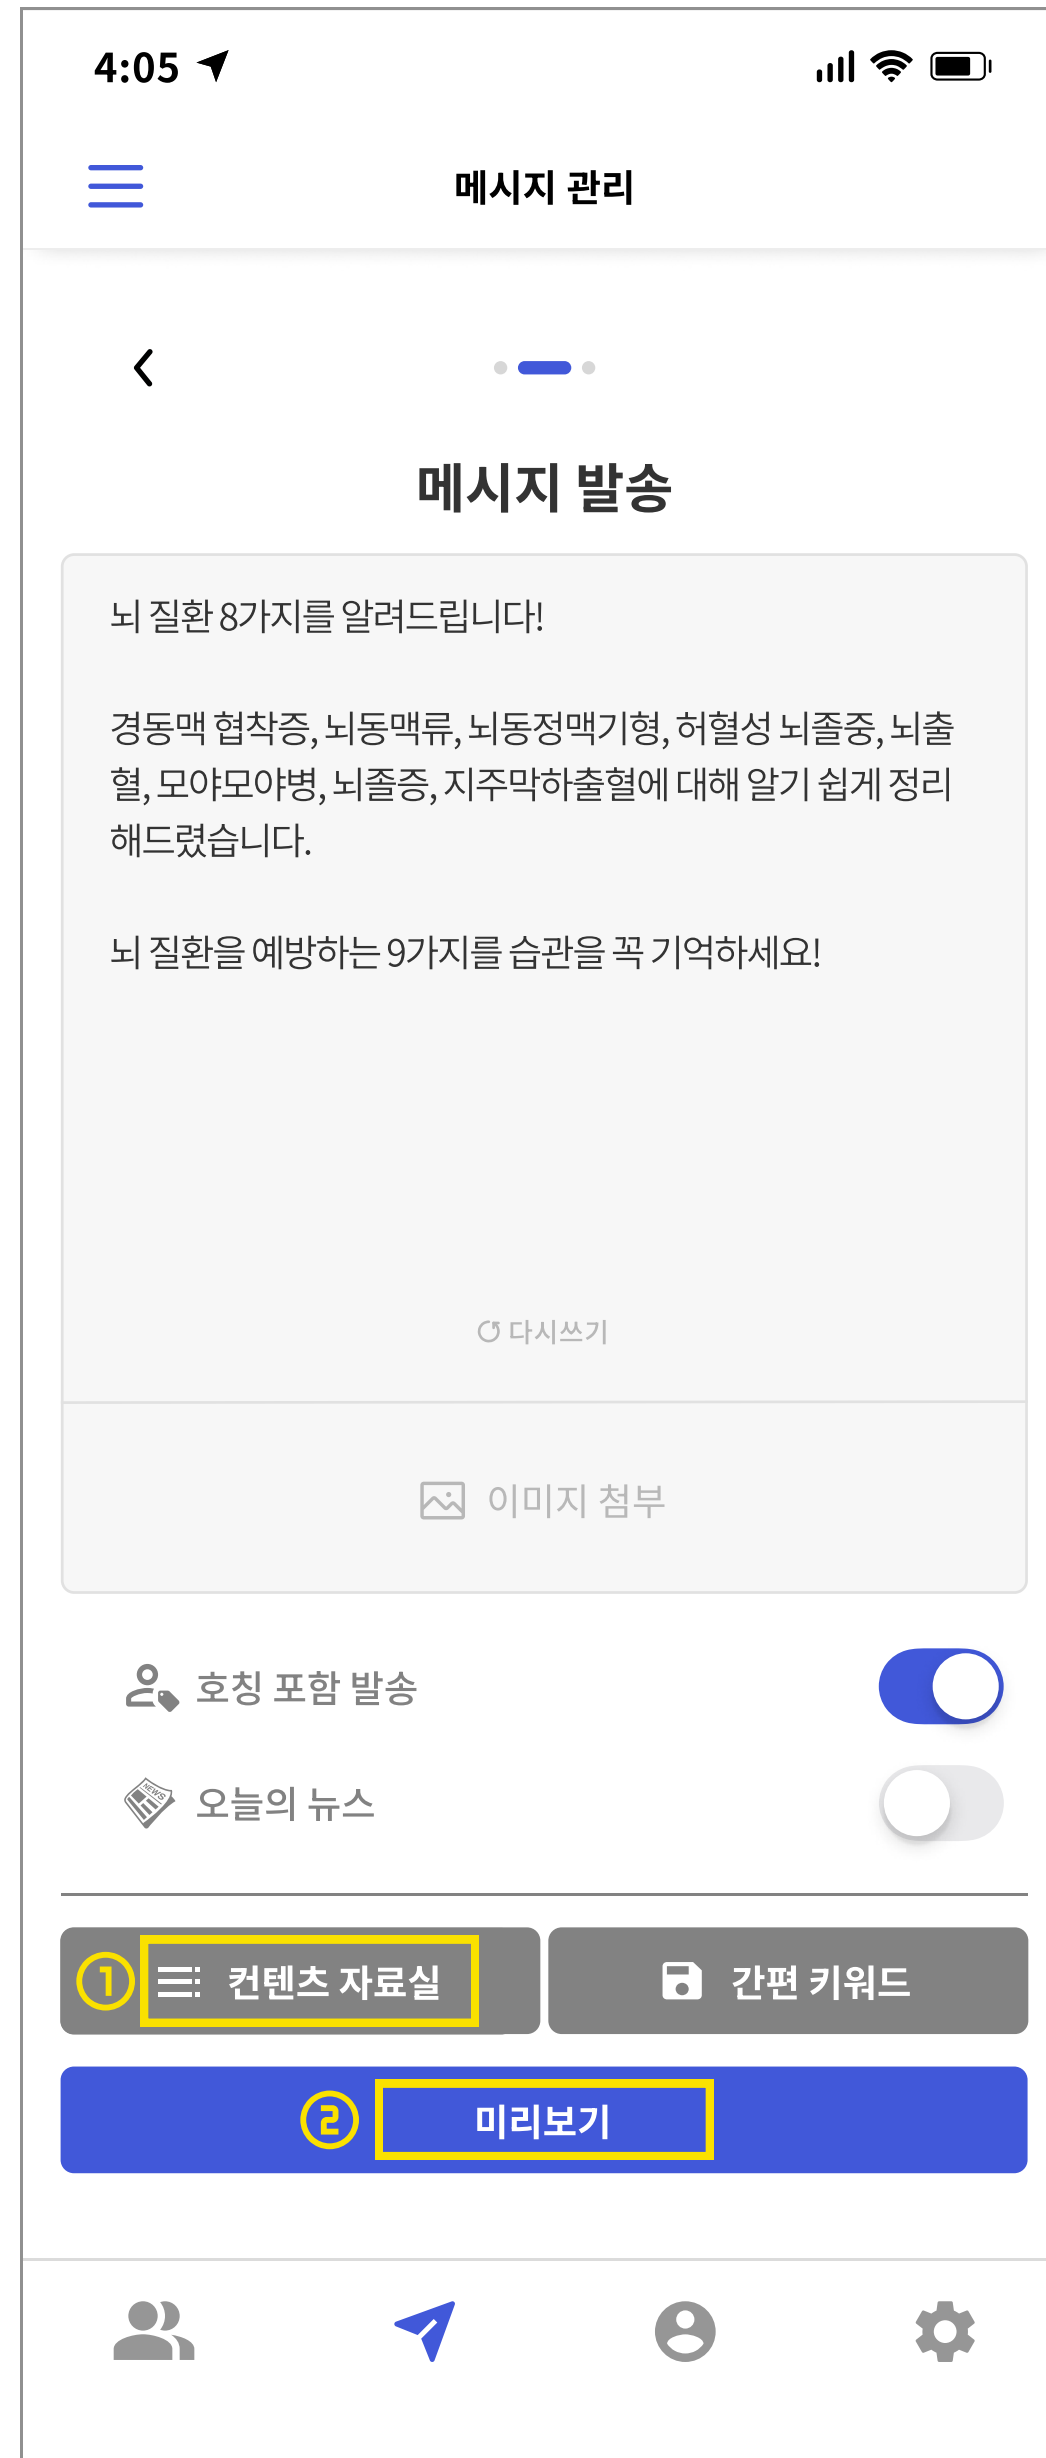 4:05
메시지 관리
메시지 발송
뇌 질환 8가지를 알려드립니다!
경동맥 협착증, 뇌동맥류, 뇌동정맥기형, 허혈성 뇌졸중, 뇌출
혈, 모야모야병, 뇌졸증, 지주막하출혈에 대해 알기 쉽게 정리
해드렸습니다.
뇌 질환을 예방하는 9가지를 습관을 꼭 기억하세요!
다시쓰기
이미지 첨부
호칭 포함 발송
NEWS
오늘의 뉴스
1 컨텐츠 자료실
간편 키워드
2 미리보기